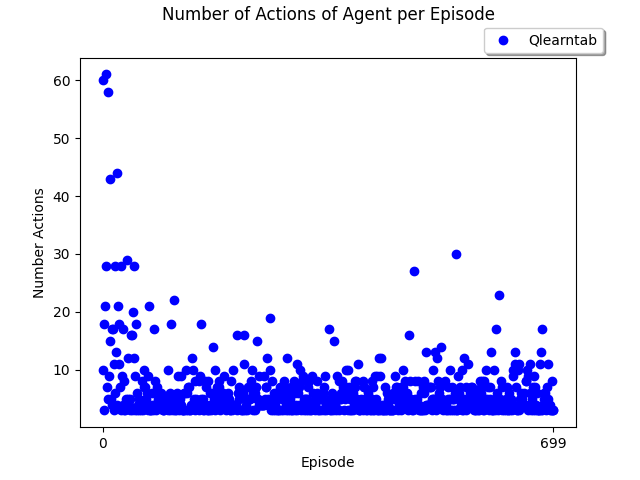 Number of Actions of Agent per Episode
Qlearntab
60
50
40
30
20
10
Number Actions
0 699
Episode